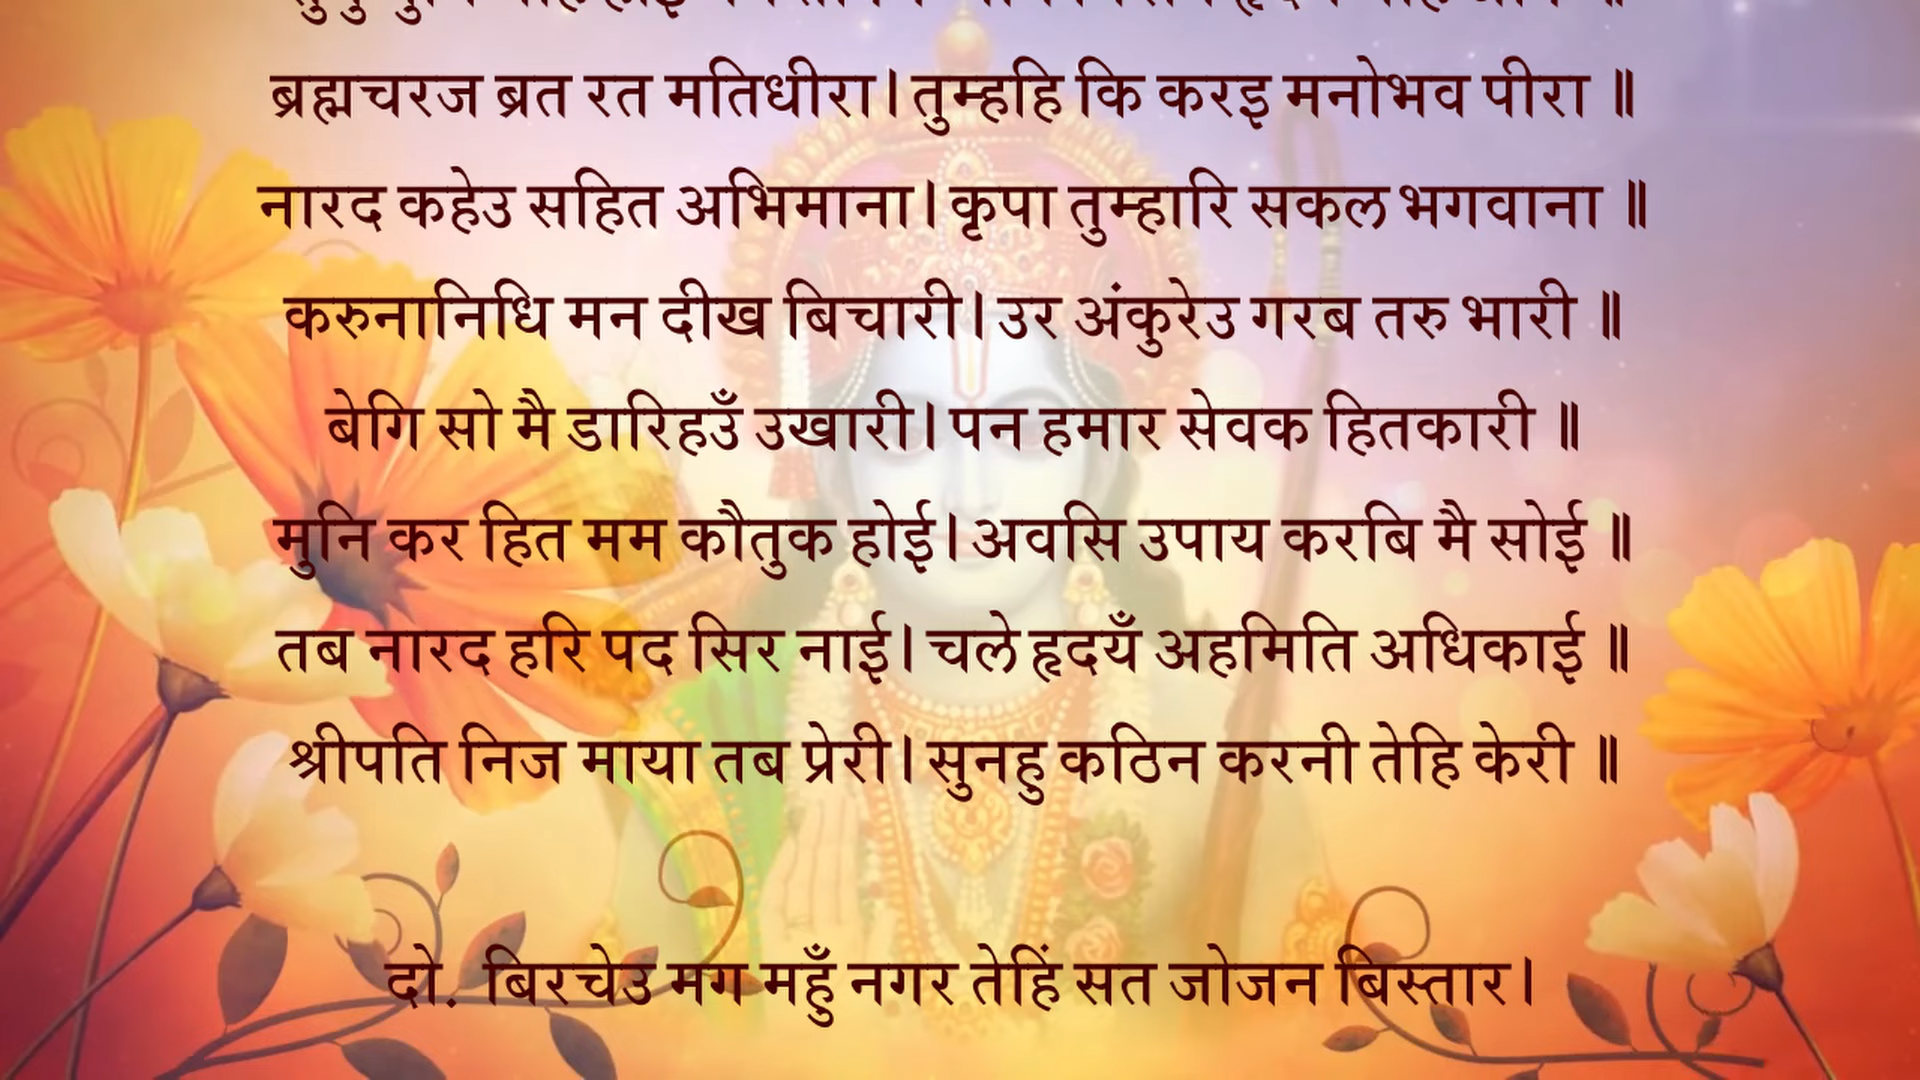 ब्रह्मचरज ब्रत रत मतिधीरा। तुम्हहि कि करइ मनोभव पीरा ॥
नारद कहेउ सहित अभिमाना। कृपा तुम्हारि सकल भगवाना ॥
करुनानिधि मन दीख बिचारी। उर अंकुरेउ गरब तरु भारी ॥
बेगि सो मै डारिहउँ उखारी। पन हमार सेवक हितकारी ॥
मुनि कर हित मम कौतुक होई। अवसि उपाय करबि मै सोई ॥
तब नारद हरि पद सिर नाई। चले हृदयँ अहमिति अधिकाई ॥
श्रीपति निज माया तब प्रेरी। सुनहु कठिन करनी तेहि केरी ॥
दो. बिरचेउ मग महुँ नगर तेहिं सत जोजन बिस्तार।